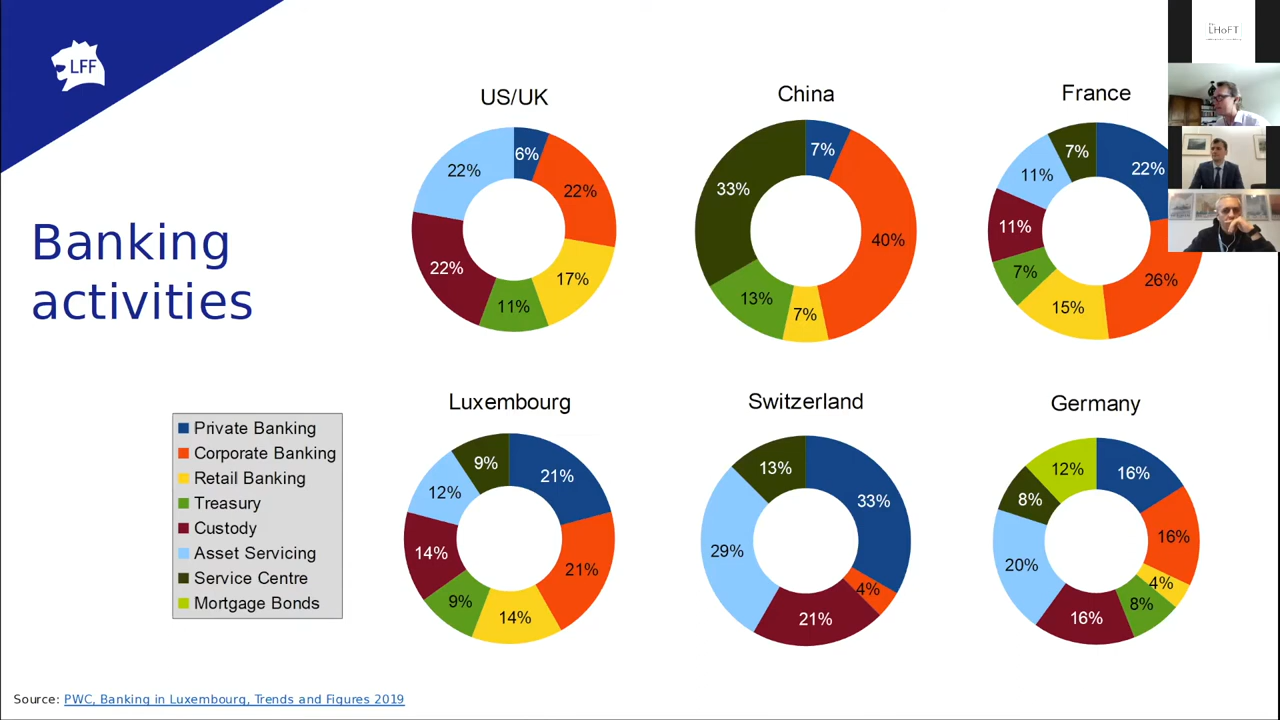 LFF
LHoFT
Banking
activities
US/UK
6%
22%
17%
11%
22%
22%
China
7%
40%
7%
13%
33%
France
22%
26%
15%
7%
11%
11%
7%
Private Banking
Corporate Banking
Retail Banking
Treasury
Custody
Asset Servicing
Service Centre
Mortgage Bonds
Luxembourg
21%
21%
14%
9%
14%
12%
9%
Switzerland
33%
4%
21%
29%
13%
Germany
16%
16%
4%
8%
16%
20%
8%
12%
Source: PWC, Banking in Luxembourg, Trends and Figures 2019